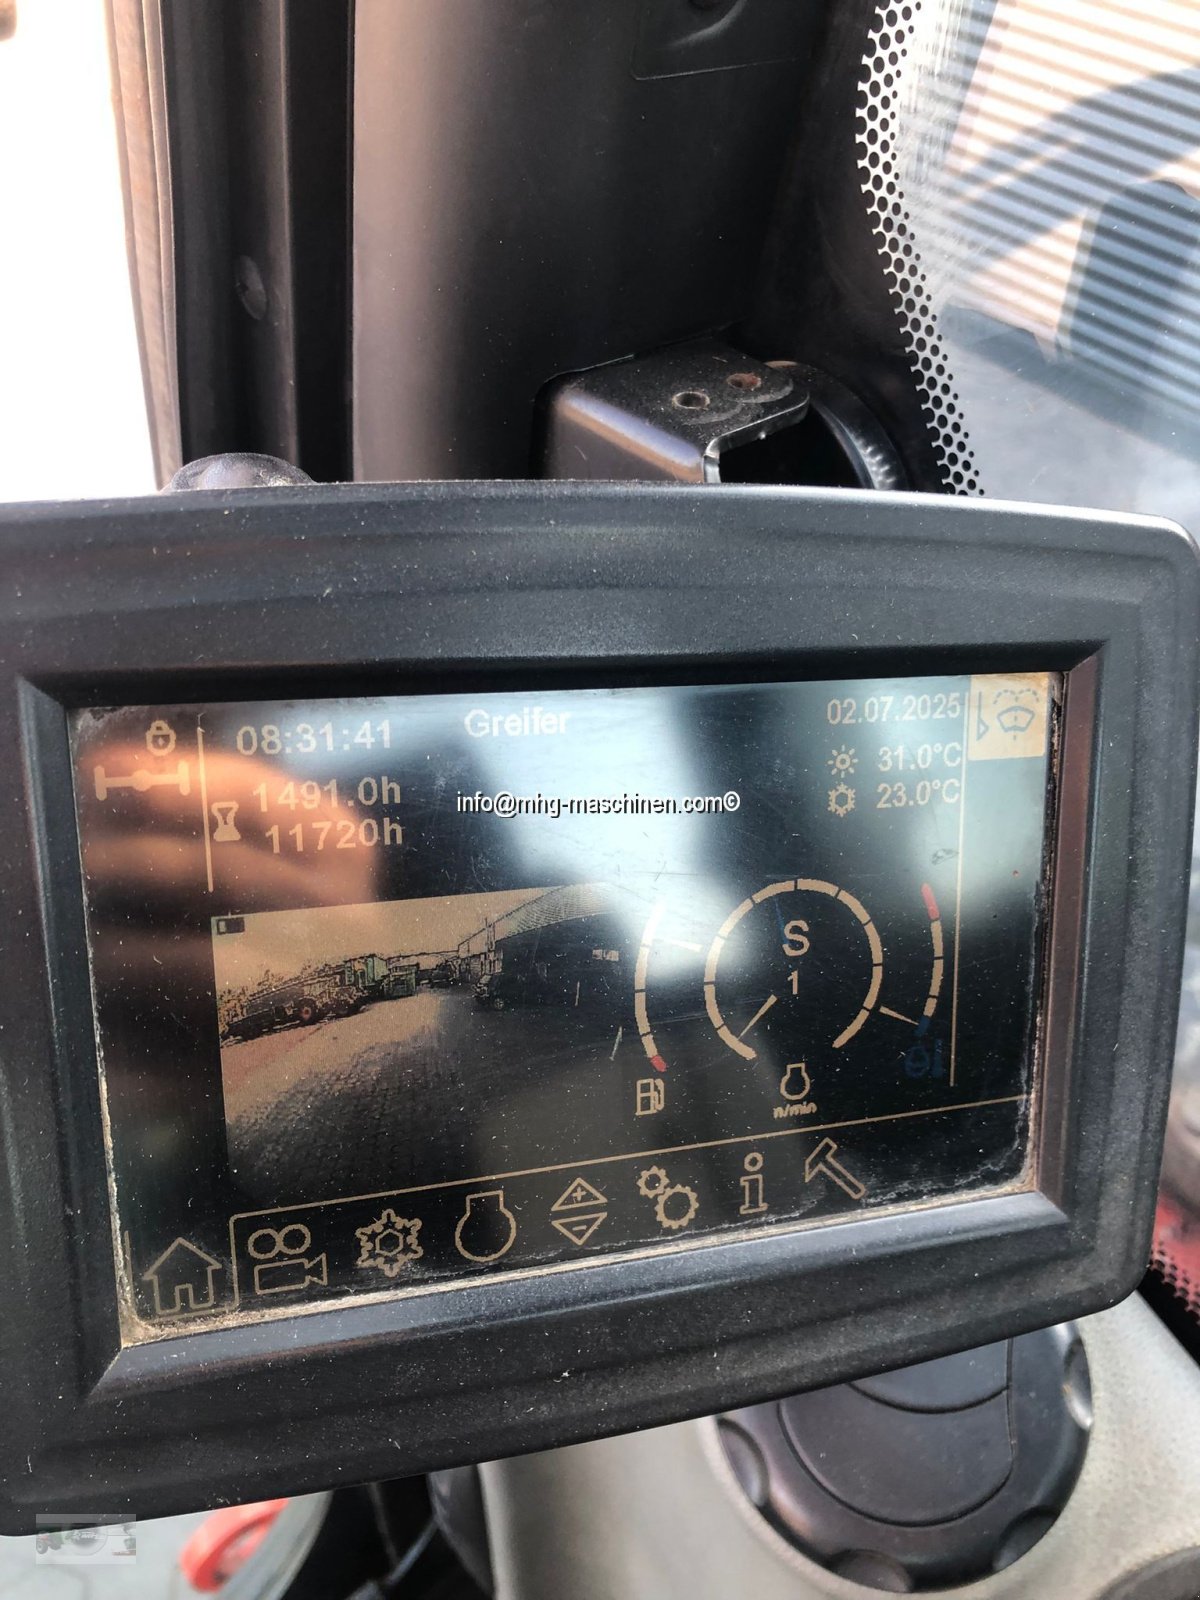 08:31:41 Greifer 02.07.2025
1491.0h 31.0°C
11720h 23.0°C
info@mhg-maschinen.com©
S
1
n/min